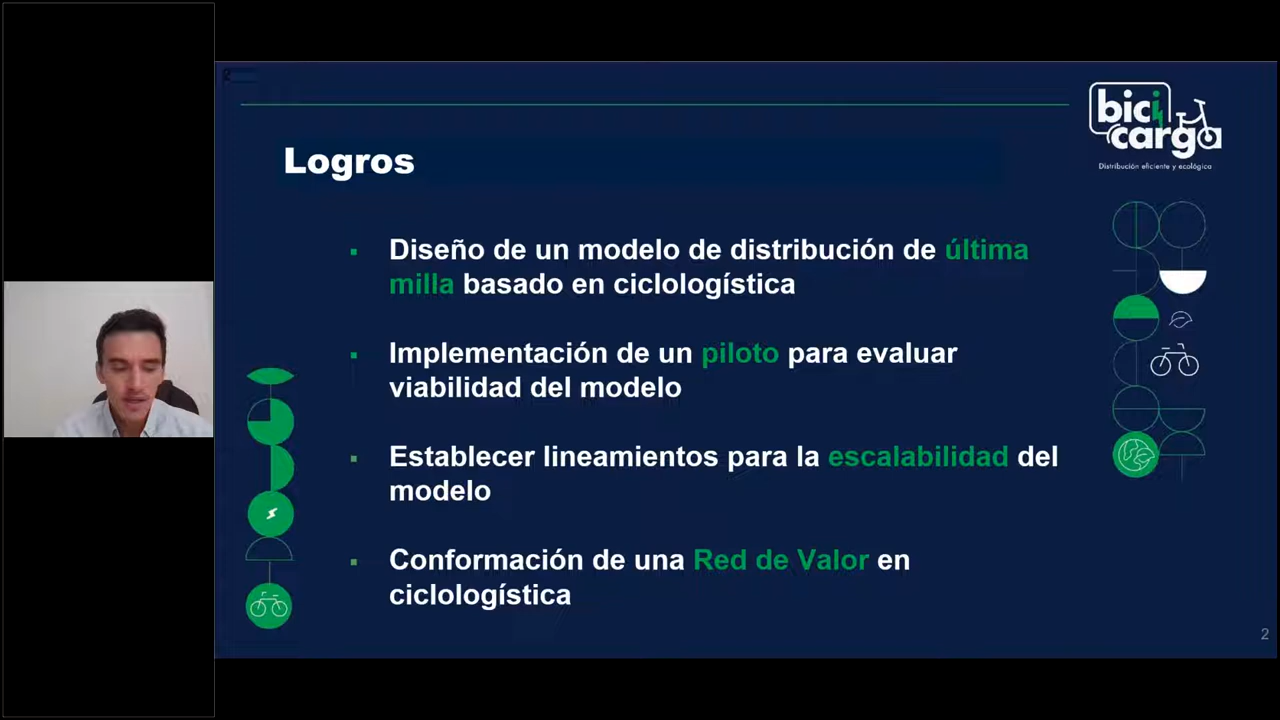 2
bici
carga
Distribución eficiente y ecológica
Logros
▪ Diseño de un modelo de distribución de última
milla basado en ciclologística
▪ Implementación de un piloto para evaluar
viabilidad del modelo
▪ Establecer lineamientos para la escalabilidad del
modelo
▪ Conformación de una Red de Valor en
ciclologística
2